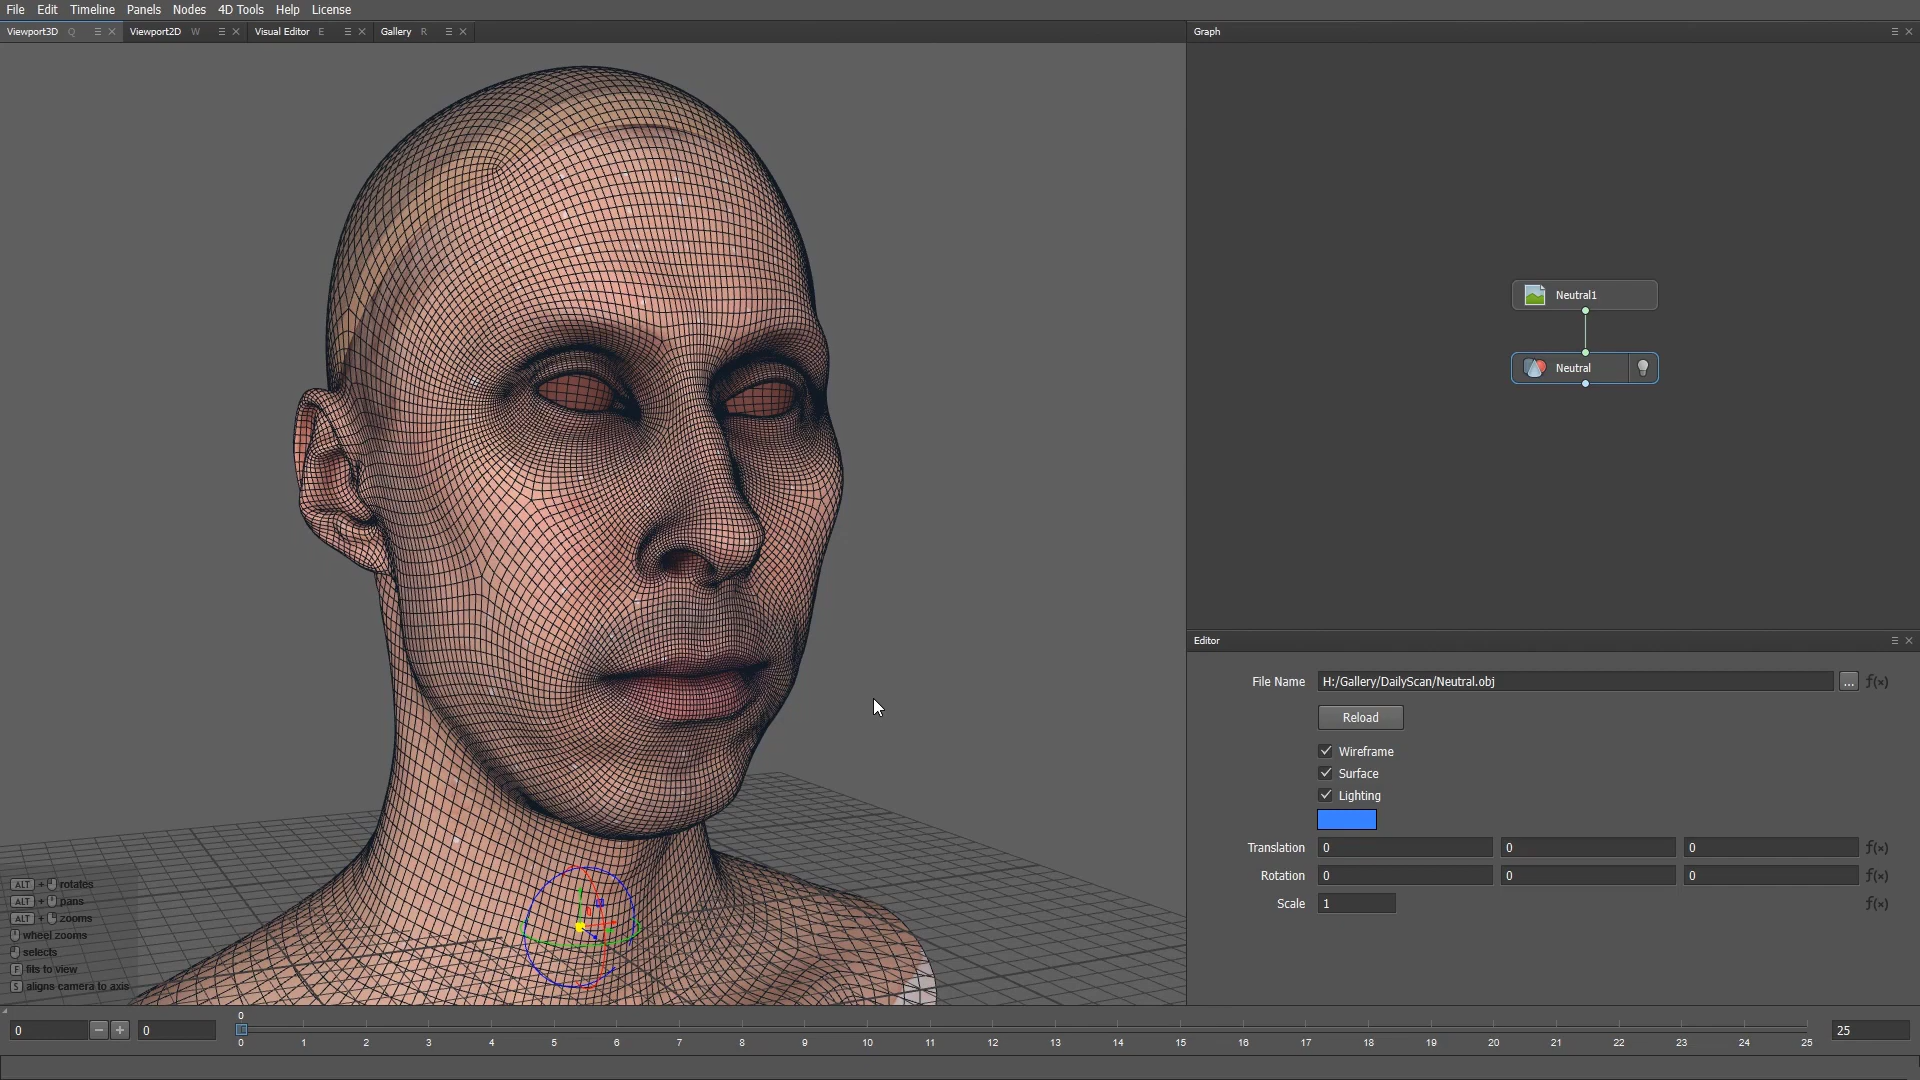 File Edit Timeline Panels Nodes 4D Tools Help License
Viewport3D Q Viewport2D W Visual Editor E Gallery R
Graph
Neutral1
Neutral
Editor
File Name H:/Gallery/DailyScan/Neutral.obj ... f(x)
Reload
Wireframe
Surface
Lighting
Translation 0 0 0 f(x)
Rotation 0 0 0 f(x)
Scale 1 f(x)
ALT + rotates
ALT + pans
ALT + zooms
wheel zooms
selects
F fits to view
S aligns camera to axis
0
0 − + 0 25
0 1 2 3 4 5 6 7 8 9 10 11 12 13 14 15 16 17 18 19 20 21 22 23 24 25